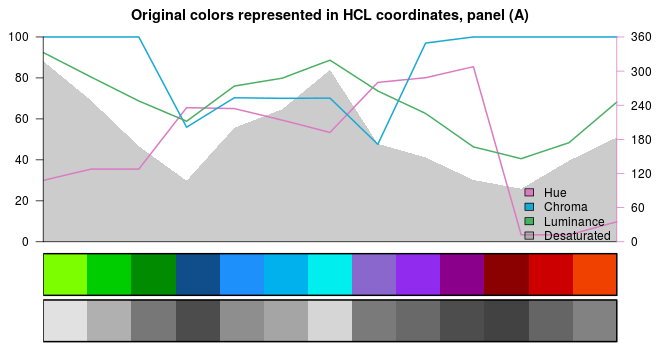 Original colors represented in HCL coordinates, panel (A)
100
80
60
40
20
0
360
300
240
180
120
60
0
Hue
Chroma
Luminance
Desaturated